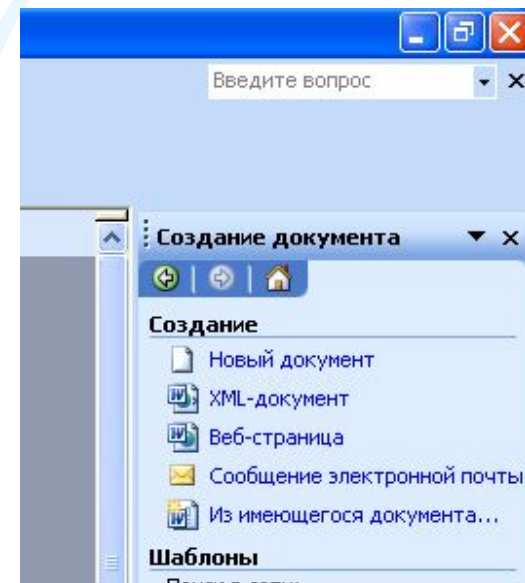 Введите вопрос
Создание документа
Создание
Новый документ
XML-документ
Веб-страница
Сообщение электронной почты
Из имеющегося документа...
Шаблоны